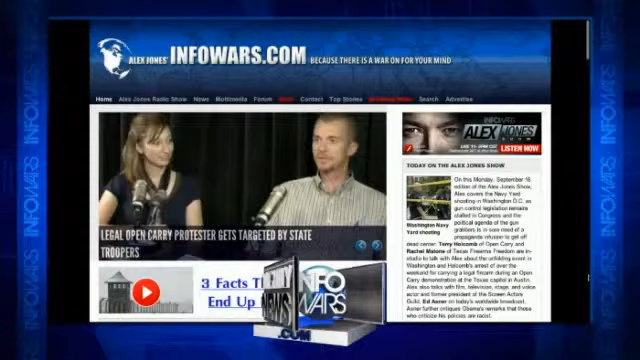 ALEX JONES' INFOWARS.COM BECAUSE THERE IS A WAR ON FOR YOUR MIND
Home Alex Jones Radio Show News Multimedia Forum Contact Top Stories Search Advertise
INFOWARS
ALEX JONES
LISTEN NOW
TODAY ON THE ALEX JONES SHOW
On this Monday, September 16
edition of the Alex Jones Show,
Alex covers the Navy Yard
shooting in Washington D.C. as
gun control legislation remains
stalled in Congress and the
political agenda of the gun
grabbers is in sore need of a
propaganda infusion to get off
Washington Navy
Yard shooting
dead center. Terry Holcomb of Open Carry and
Rachel Malone of Texas Firearms Freedom are in-
studio to talk with Alex about the unfolding event in
Washington and Holcomb's arrest of over the
weekend for carrying a legal firearm during an Open
Carry demonstration at the Texas capitol in Austin.
Alex also talks with film, television, stage, and voice
actor and former president of the Screen Actors
Guild, Ed Asner on today's worldwide broadcast.
Asner further critiques Obama's remarks that those
who criticize his policies are racist.
LEGAL OPEN CARRY PROTESTER GETS TARGETED BY STATE
TROOPERS
3 Facts Th
End Up
NIGHTLY
NEWS
INFO
WARS
.COM
INFOWARS
INFOWARS
INFOWARS
INFOWARS